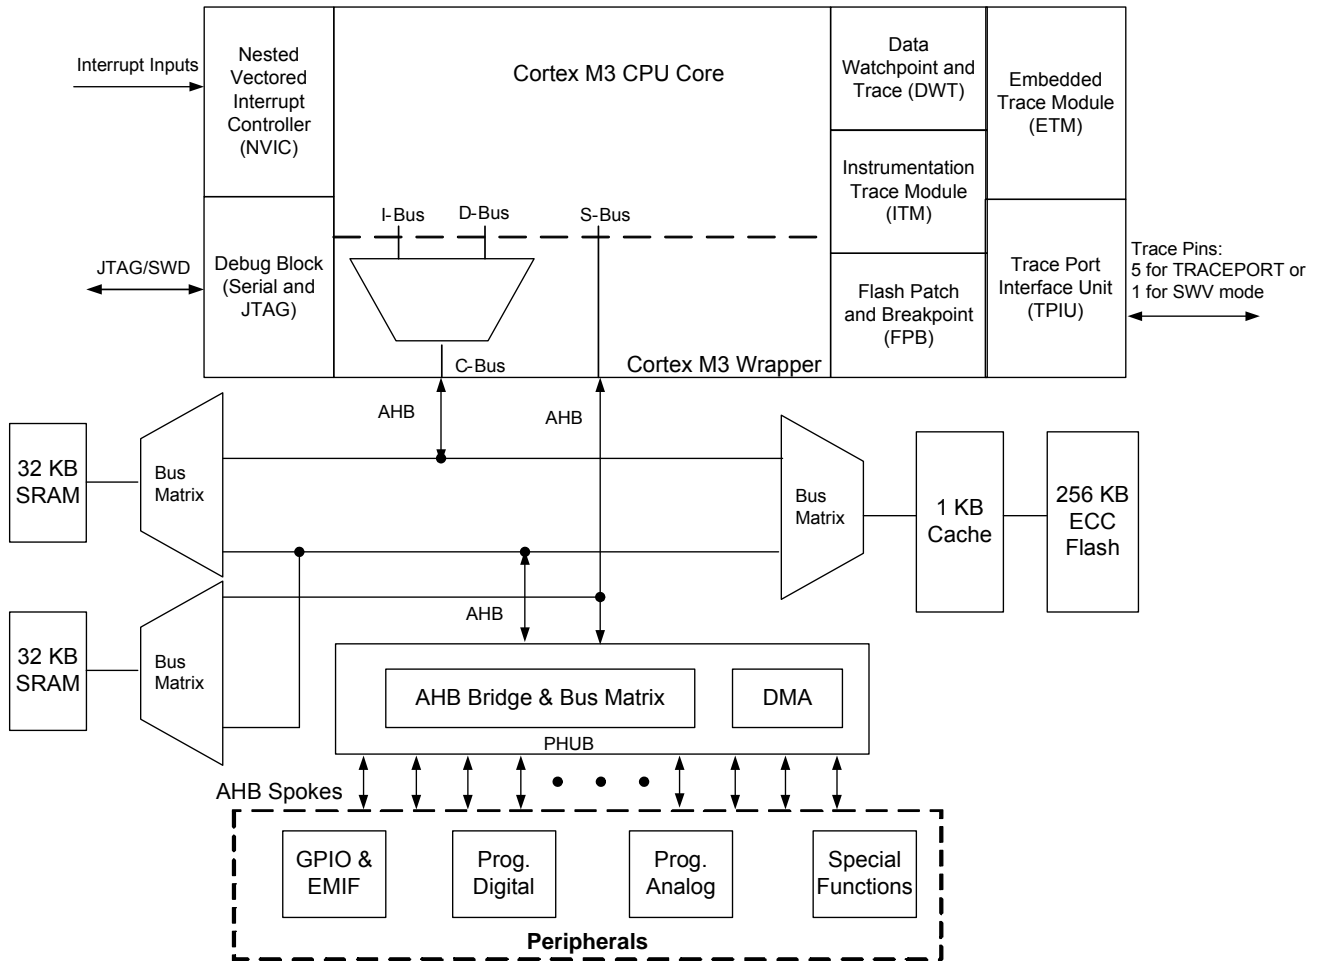 Interrupt Inputs
Nested
Vectored
Interrupt
Controller
(NVIC)
Cortex M3 CPU Core
Data
Watchpoint and
Trace (DWT)
Embedded
Trace Module
(ETM)
Instrumentation
Trace Module
(ITM)
I-Bus
D-Bus
S-Bus
JTAG/SWD
Debug Block
(Serial and
JTAG)
Flash Patch
and Breakpoint
(FPB)
Trace Port
Interface Unit
(TPIU)
Trace Pins:
5 for TRACEPORT or
1 for SWV mode
C-Bus
Cortex M3 Wrapper
AHB
AHB
32 KB
SRAM
Bus
Matrix
Bus
Matrix
1 KB
Cache
256 KB
ECC
Flash
AHB
32 KB
SRAM
Bus
Matrix
AHB Bridge & Bus Matrix
DMA
PHUB
AHB Spokes
GPIO &
EMIF
Prog.
Digital
Prog.
Analog
Special
Functions
Peripherals